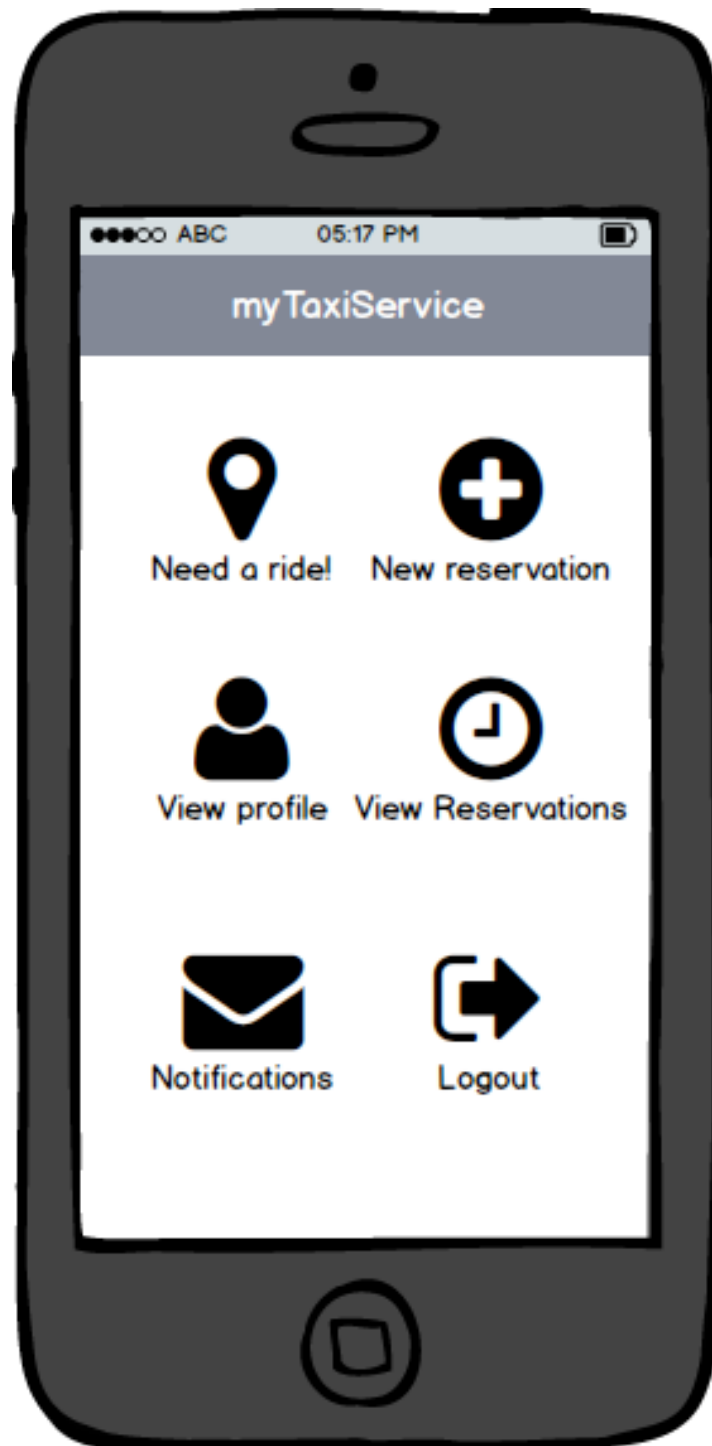 ABC 05:17 PM
myTaxiService
Need a ride! New reservation
View profile View Reservations
Notifications Logout